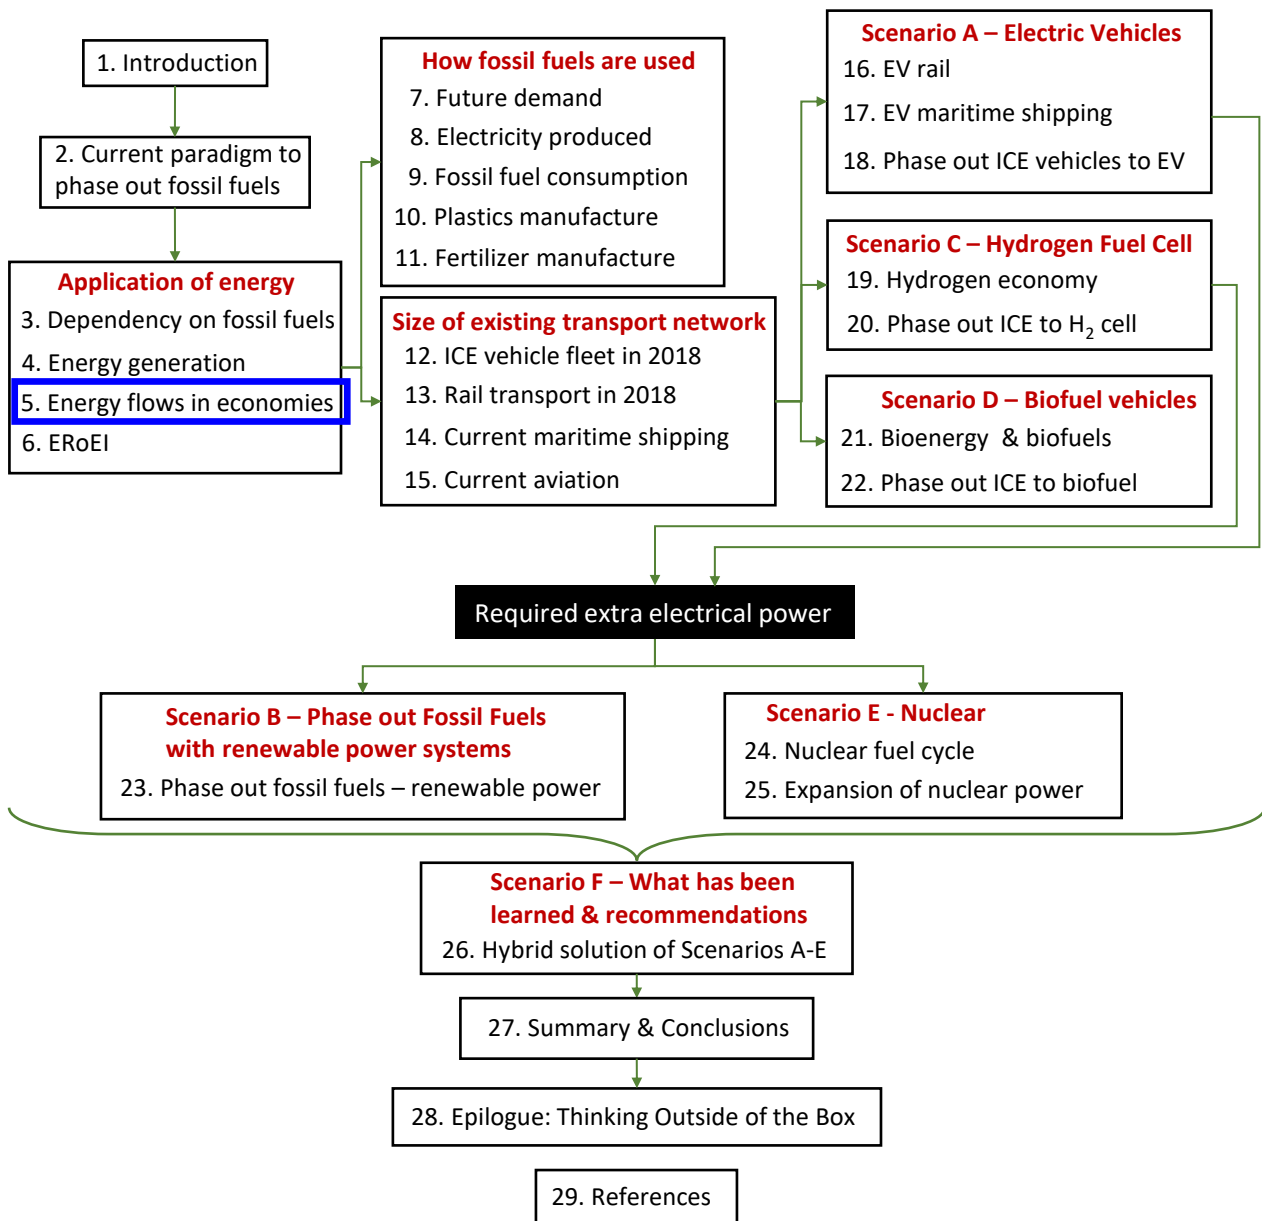 1. Introduction
2. Current paradigm to
phase out fossil fuels
Application of energy
3. Dependency on fossil fuels
4. Energy generation
5. Energy flows in economies
6. ERoEI
How fossil fuels are used
7. Future demand
8. Electricity produced
9. Fossil fuel consumption
10. Plastics manufacture
11. Fertilizer manufacture
Size of existing transport network
12. ICE vehicle fleet in 2018
13. Rail transport in 2018
14. Current maritime shipping
15. Current aviation
Scenario A – Electric Vehicles
16. EV rail
17. EV maritime shipping
18. Phase out ICE vehicles to EV
Scenario C – Hydrogen Fuel Cell
19. Hydrogen economy
20. Phase out ICE to H₂ cell
Scenario D – Biofuel vehicles
21. Bioenergy & biofuels
22. Phase out ICE to biofuel
Required extra electrical power
Scenario B – Phase out Fossil Fuels
with renewable power systems
23. Phase out fossil fuels – renewable power
Scenario E - Nuclear
24. Nuclear fuel cycle
25. Expansion of nuclear power
Scenario F – What has been
learned & recommendations
26. Hybrid solution of Scenarios A-E
27. Summary & Conclusions
28. Epilogue: Thinking Outside of the Box
29. References